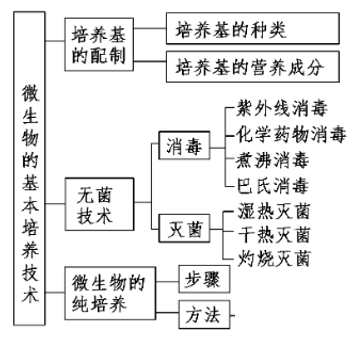 微生物的基本培养技术
培养基
的配制
培养基的种类
培养基的营养成分
无菌
技术
消毒
紫外线消毒
化学药物消毒
煮沸消毒
巴氏消毒
灭菌
湿热灭菌
干热灭菌
灼烧灭菌
微生物的
纯培养
步骤
方法